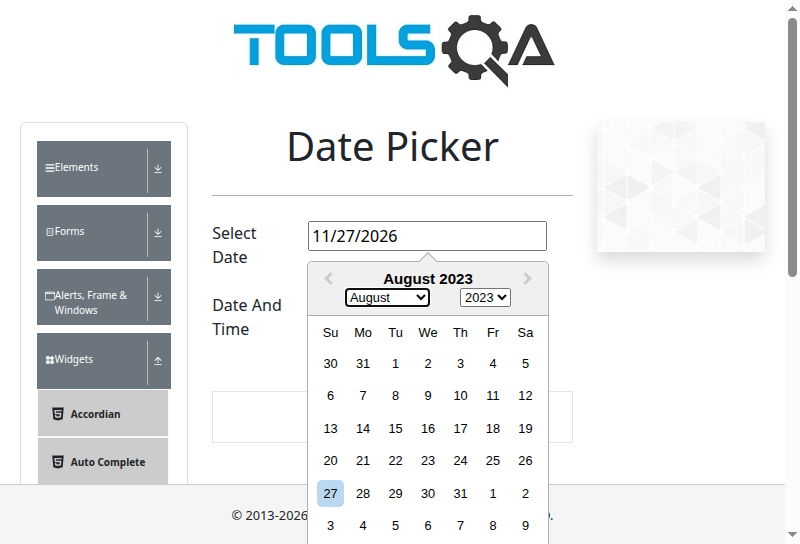 TOOLSQA
Date Picker
Elements
Forms
Alerts, Frame &
Windows
Widgets
Accordian
Auto Complete
Select
Date
11/27/2026
Date And
Time
August 2023
August
2023
Su Mo Tu We Th Fr Sa
30 31 1 2 3 4 5
6 7 8 9 10 11 12
13 14 15 16 17 18 19
20 21 22 23 24 25 26
27 28 29 30 31 1 2
3 4 5 6 7 8 9
© 2013-2026